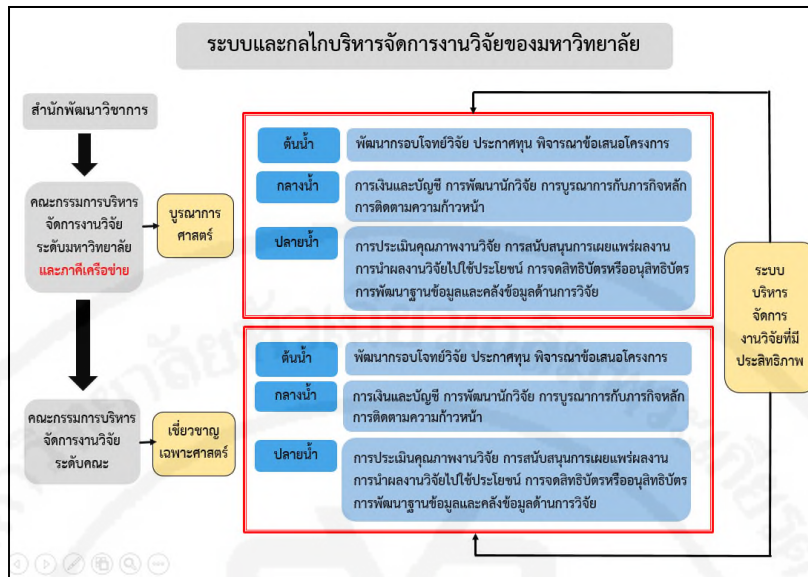 ระบบและกลไกบริหารจัดการงานวิจัยของมหาวิทยาลัย
สำนักพัฒนาวิชาการ
คณะกรรมการบริหาร
จัดการงานวิจัย
ระดับมหาวิทยาลัย
และภาคีเครือข่าย
บูรณาการ
ศาสตร์
ต้นน้ำ
พัฒนากรอบโจทย์วิจัย ประกาศทุน พิจารณาข้อเสนอโครงการ
กลางน้ำ
การเงินและบัญชี การพัฒนานักวิจัย การบูรณาการกับภารกิจหลัก
การติดตามความก้าวหน้า
ปลายน้ำ
การประเมินคุณภาพงานวิจัย การสนับสนุนการเผยแพร่ผลงาน
การนำผลงานวิจัยไปใช้ประโยชน์ การจดสิทธิบัตรหรืออนุสิทธิบัตร
การพัฒนาฐานข้อมูลและคลังข้อมูลด้านการวิจัย
คณะกรรมการบริหาร
จัดการงานวิจัย
ระดับคณะ
เชี่ยวชาญ
เฉพาะศาสตร์
ต้นน้ำ
พัฒนากรอบโจทย์วิจัย ประกาศทุน พิจารณาข้อเสนอโครงการ
กลางน้ำ
การเงินและบัญชี การพัฒนานักวิจัย การบูรณาการกับภารกิจหลัก
การติดตามความก้าวหน้า
ปลายน้ำ
การประเมินคุณภาพงานวิจัย การสนับสนุนการเผยแพร่ผลงาน
การนำผลงานวิจัยไปใช้ประโยชน์ การจดสิทธิบัตรหรืออนุสิทธิบัตร
การพัฒนาฐานข้อมูลและคลังข้อมูลด้านการวิจัย
ระบบ
บริหาร
จัดการ
งานวิจัยที่มี
ประสิทธิภาพ